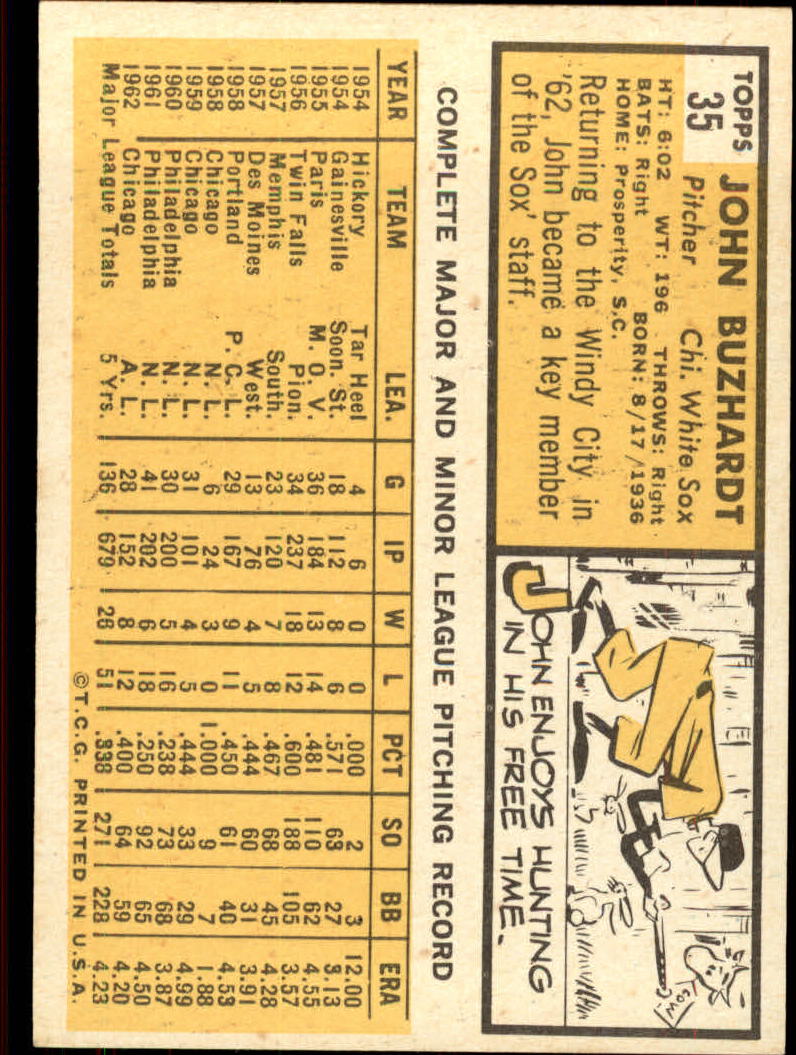 TOPPS
35
JOHN BUZHARDT
Pitcher Chi. White Sox
HT: 6:02 WT: 196 THROWS: Right
BATS: Right BORN: 8/17/1936
HOME: Prosperity, S.C.
Returning to the Windy City in
'62, John became a key member
of the Sox' staff.
COW
JOHN ENJOYS HUNTING
IN HIS FREE TIME.
COMPLETE MAJOR AND MINOR LEAGUE PITCHING RECORD
YEAR TEAM LEA. G IP W L PCT SO BB ERA
1954 Hickory Tar Heel 4 6 0 0 .000 2 3 12.00
1954 Gainesville Soon. St. 18 112 8 6 .571 63 27 3.13
1955 Paris M. O. V. 36 184 13 14 .481 110 62 4.55
1956 Twin Falls Pion. 34 237 18 12 .600 188 105 3.57
1957 Memphis South. 23 120 7 8 .467 68 45 4.28
1957 Des Moines West. 13 76 4 5 .444 60 31 3.91
1958 Portland P. C. L. 29 167 9 11 .450 61 40 4.53
1958 Chicago N. L. 6 24 3 0 1.000 9 7 1.88
1959 Chicago N. L. 31 101 4 5 .444 33 29 4.99
1960 Philadelphia N. L. 30 200 5 16 .238 73 68 3.87
1961 Philadelphia N. L. 41 202 6 18 .250 92 65 4.50
1962 Chicago A. L. 28 152 8 12 .400 64 59 4.20
Major League Totals 5 Yrs. 136 679 26 51 .338 271 228 4.23
©T.C.G. PRINTED IN U.S.A.